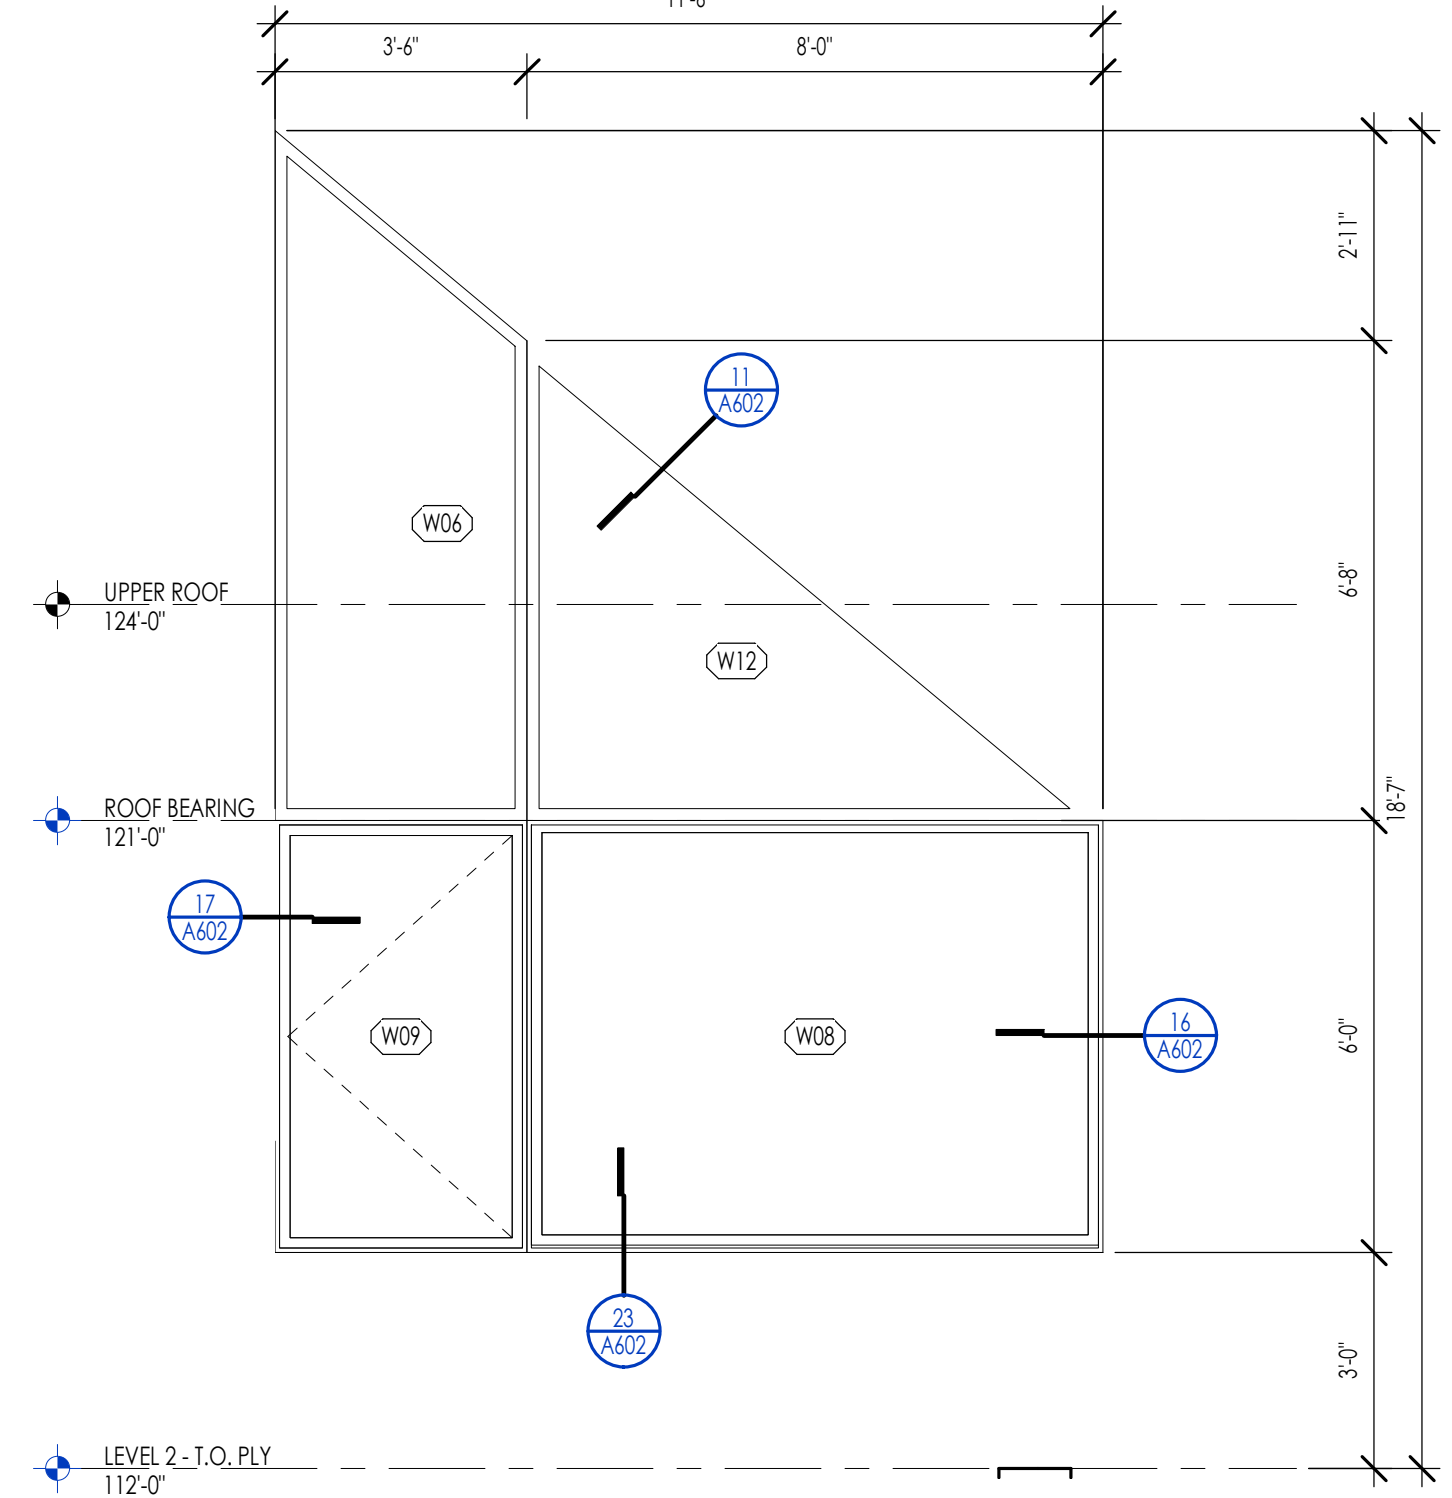 3'-6"
8'-0"
2'-11"
11
A602
W06
6'-8"
UPPER ROOF
124'-0"
W12
18'-7"
ROOF BEARING
121'-0"
17
A602
W09
W08
16
A602
6'-0"
23
A602
3'-0"
LEVEL 2 - T.O. PLY
112'-0"